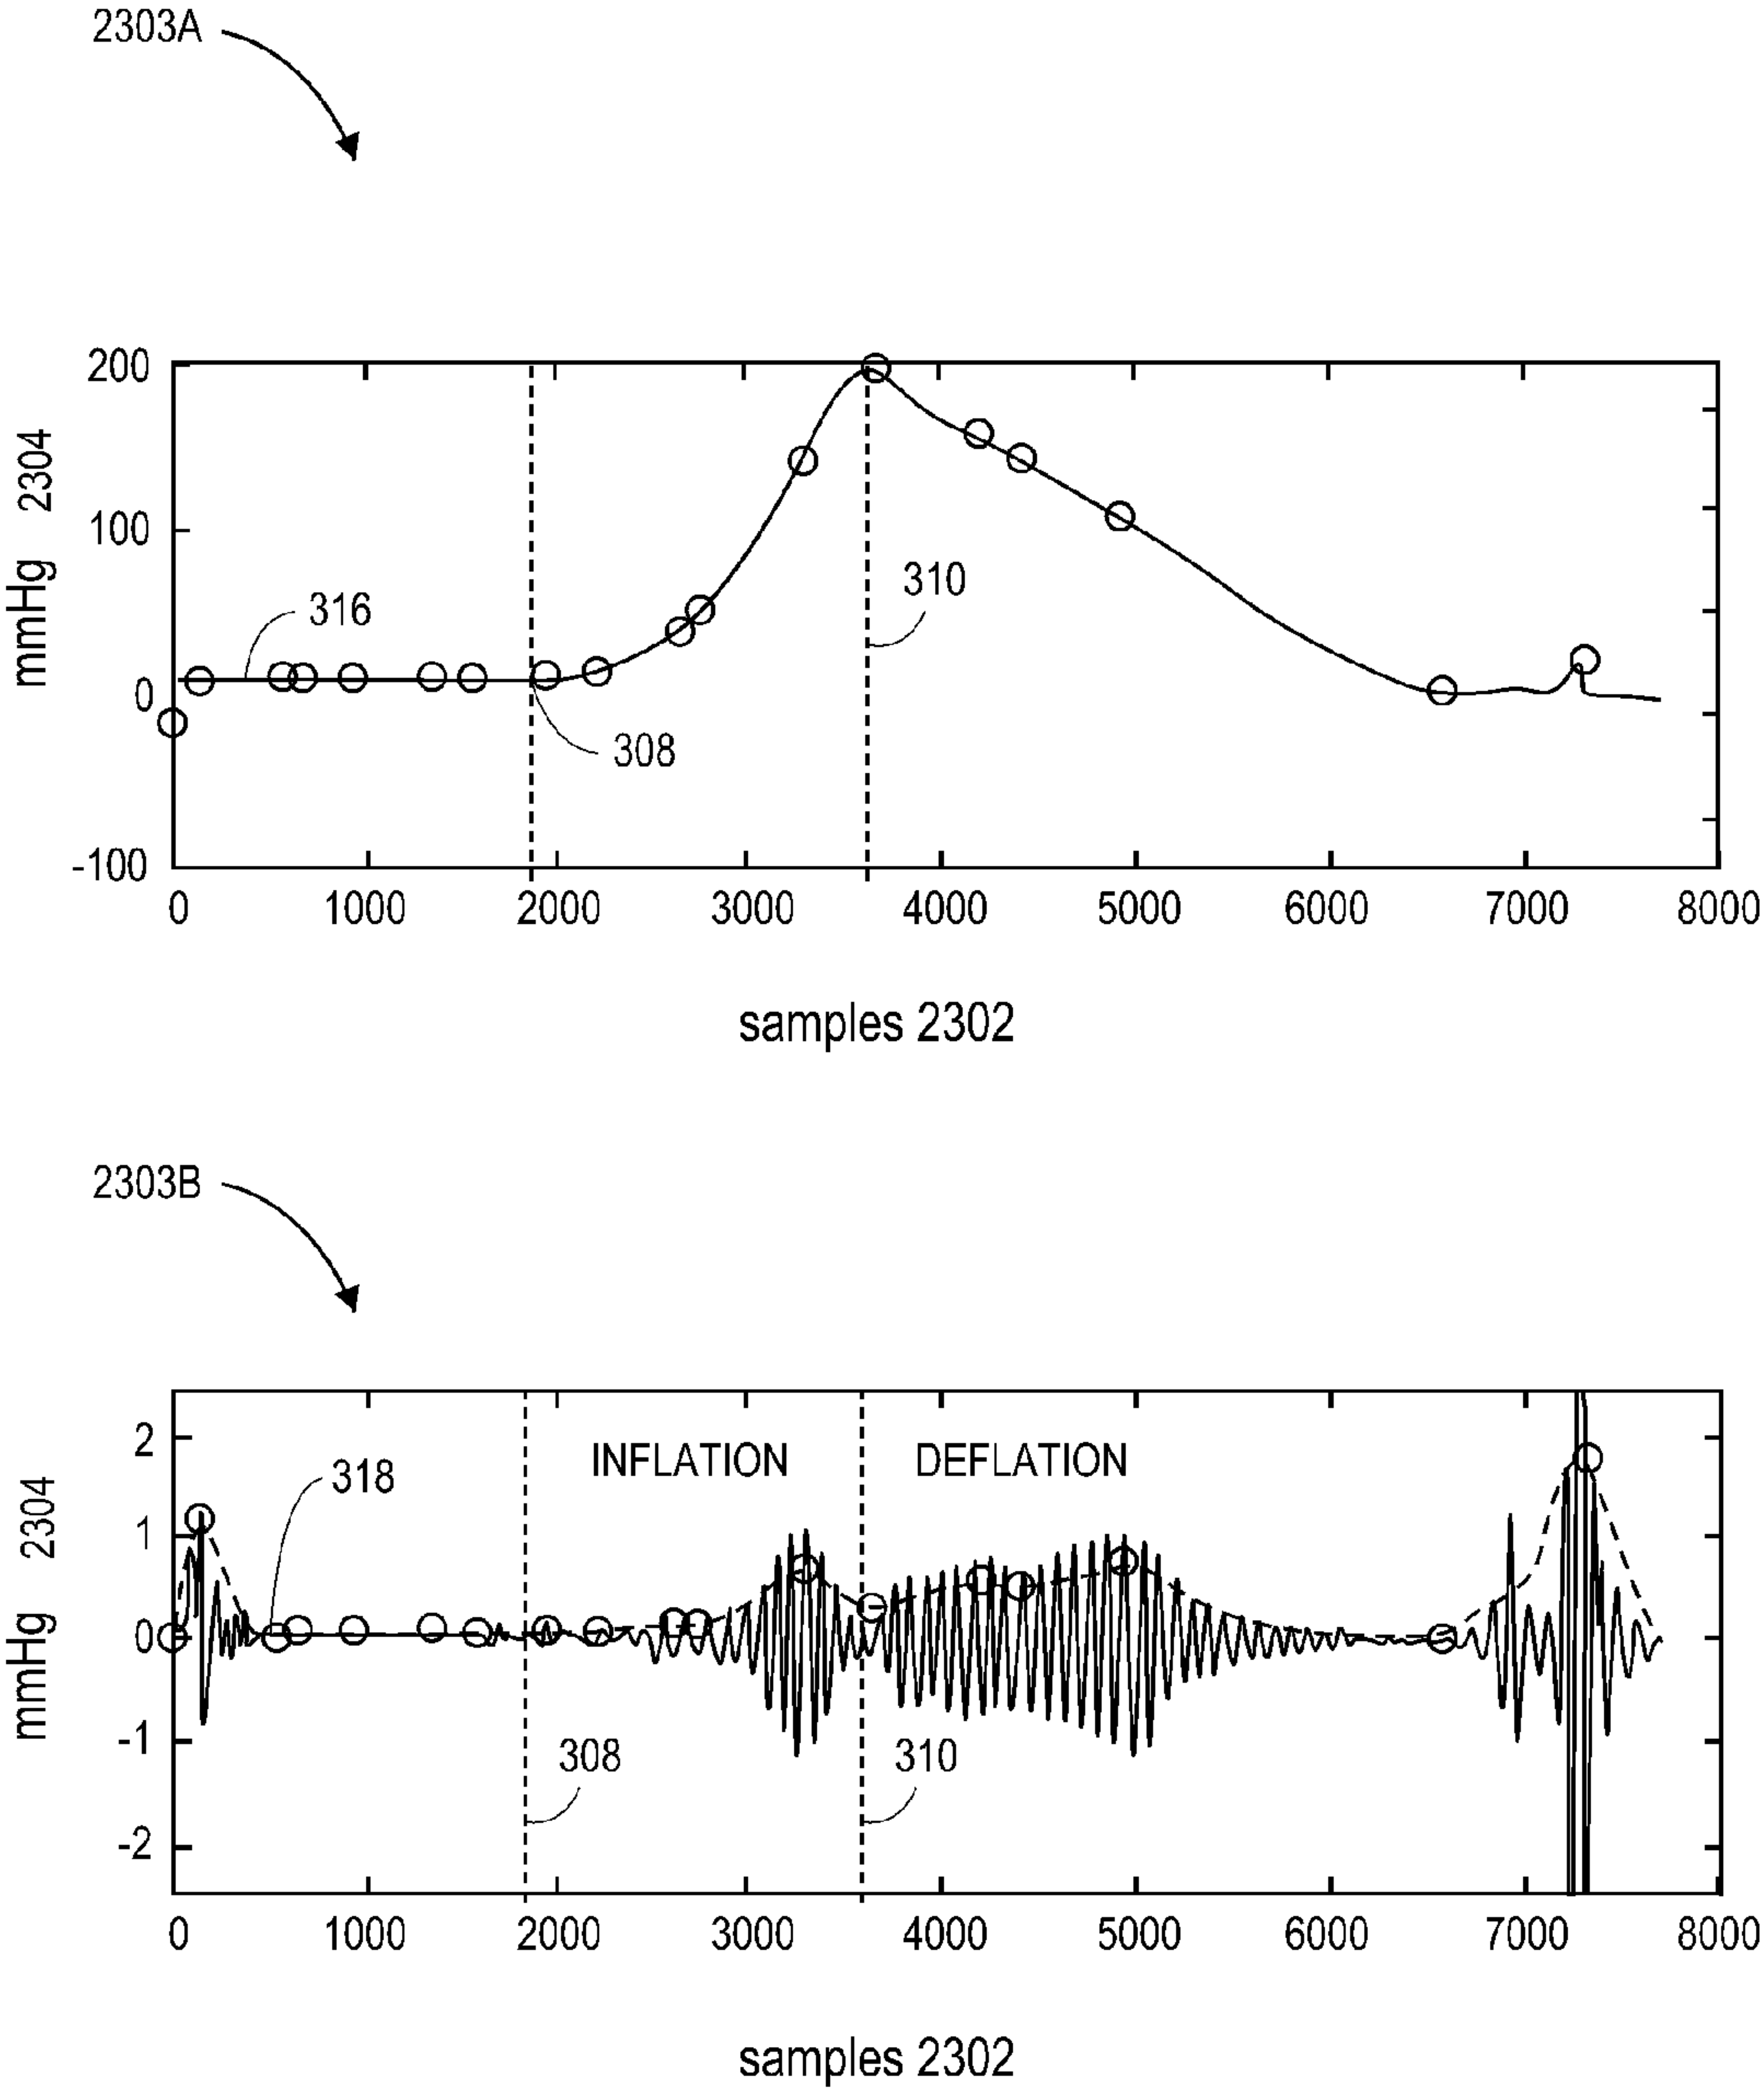 2303A
200
100
0
-100
mmHg 2304
316
308
310
0 1000 2000 3000 4000 5000 6000 7000 8000
samples 2302
2303B
2
1
0
-1
-2
mmHg 2304
INFLATION DEFLATION
318
308 310
0 1000 2000 3000 4000 5000 6000 7000 8000
samples 2302